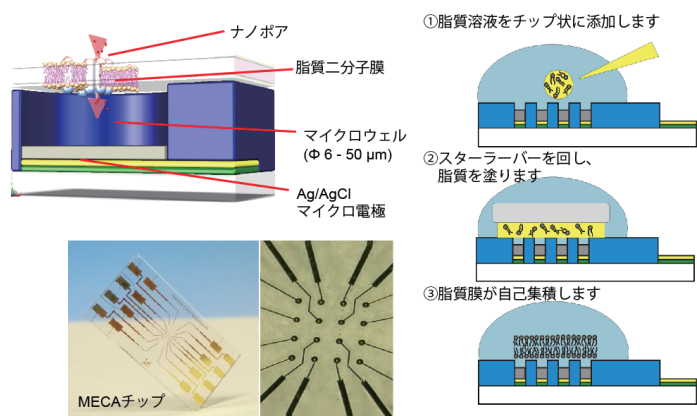 ナノポア
脂質二分子膜
マイクロウェル
(Φ 6 - 50 μm)
Ag/AgCl
マイクロ電極
MECAチップ
①脂質溶液をチップ状に添加します
②スターラーバーを回し、
脂質を塗ります
③脂質膜が自己集積します